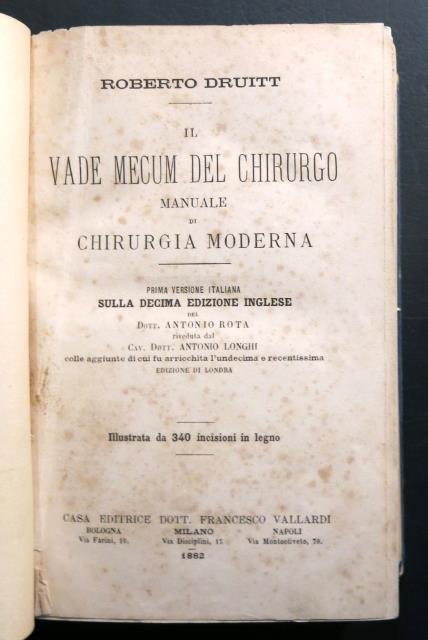 ROBERTO DRUITT
IL
VADE MECUM DEL CHIRURGO
MANUALE
DI
CHIRURGIA MODERNA
PRIMA VERSIONE ITALIANA
SULLA DECIMA EDIZIONE INGLESE
DEL
DOTT. ANTONIO ROTA
riveduta dal
CAV. DOTT. ANTONIO LONGHI
colle aggiunte di cui fu arricchita l'undecima e recentissima
EDIZIONE DI LONDRA
Illustrata da 340 incisioni in legno
CASA EDITRICE DOTT. FRANCESCO VALLARDI
BOLOGNA MILANO NAPOLI
Via Farini, 10. Via Disciplini, 15 Via Montoliveto, 79.
1882